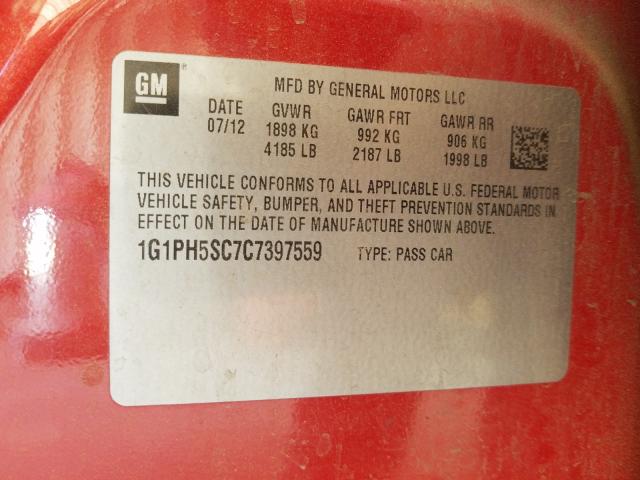 GM ®
MFD BY GENERAL MOTORS LLC
DATE GVWR GAWR FRT GAWR RR
07/12 1898 KG 992 KG 906 KG
4185 LB 2187 LB 1998 LB
THIS VEHICLE CONFORMS TO ALL APPLICABLE U.S. FEDERAL MOTOR
VEHICLE SAFETY, BUMPER, AND THEFT PREVENTION STANDARDS IN
EFFECT ON THE DATE OF MANUFACTURE SHOWN ABOVE.
1G1PH5SC7C7397559 TYPE: PASS CAR